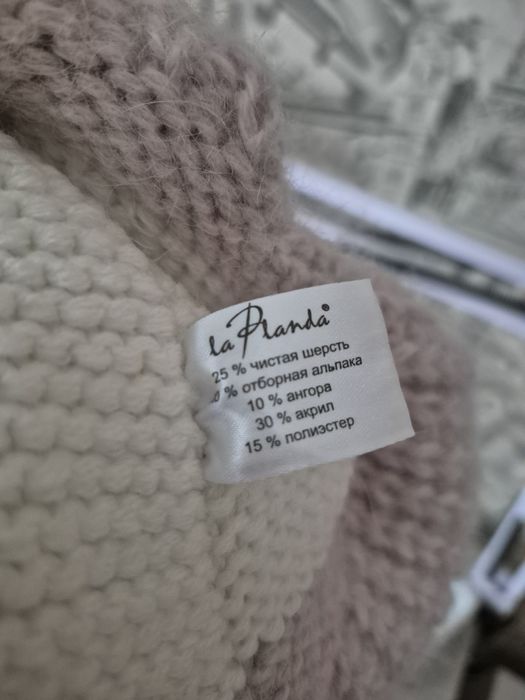 la Planda®
25 % чистая шерсть
% отборная альпака
10 % ангора
30 % акрил
15 % полиэстер